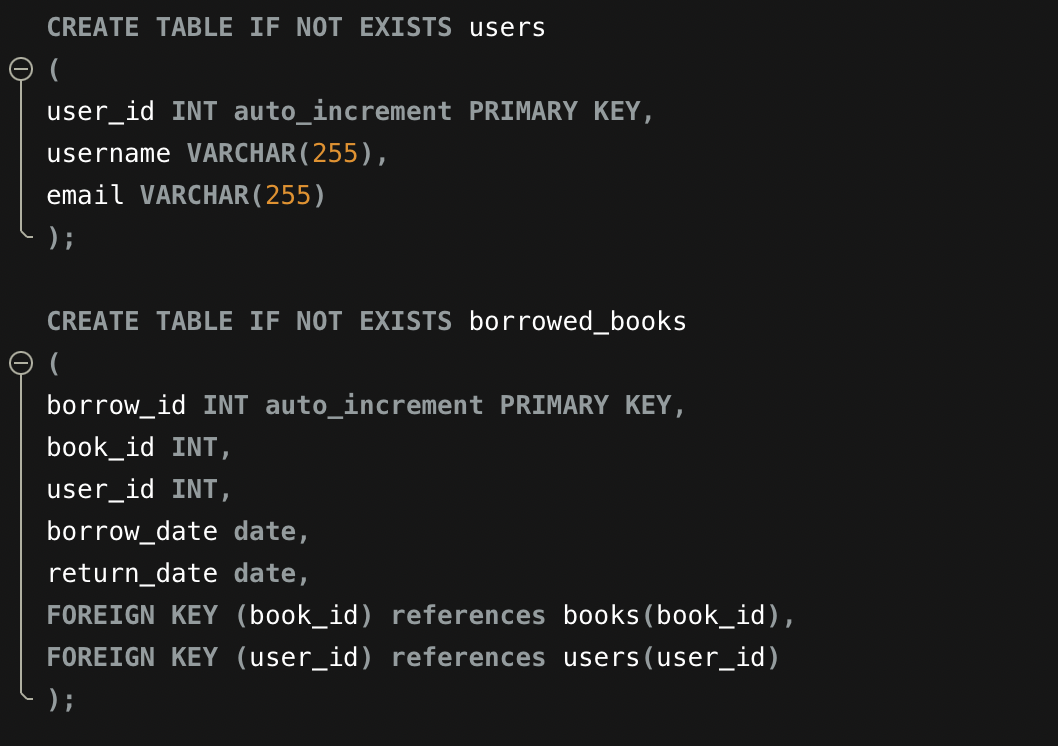 CREATE TABLE IF NOT EXISTS users
(
user_id INT auto_increment PRIMARY KEY,
username VARCHAR(255),
email VARCHAR(255)
);
CREATE TABLE IF NOT EXISTS borrowed_books
(
borrow_id INT auto_increment PRIMARY KEY,
book_id INT,
user_id INT,
borrow_date date,
return_date date,
FOREIGN KEY (book_id) references books(book_id),
FOREIGN KEY (user_id) references users(user_id)
);